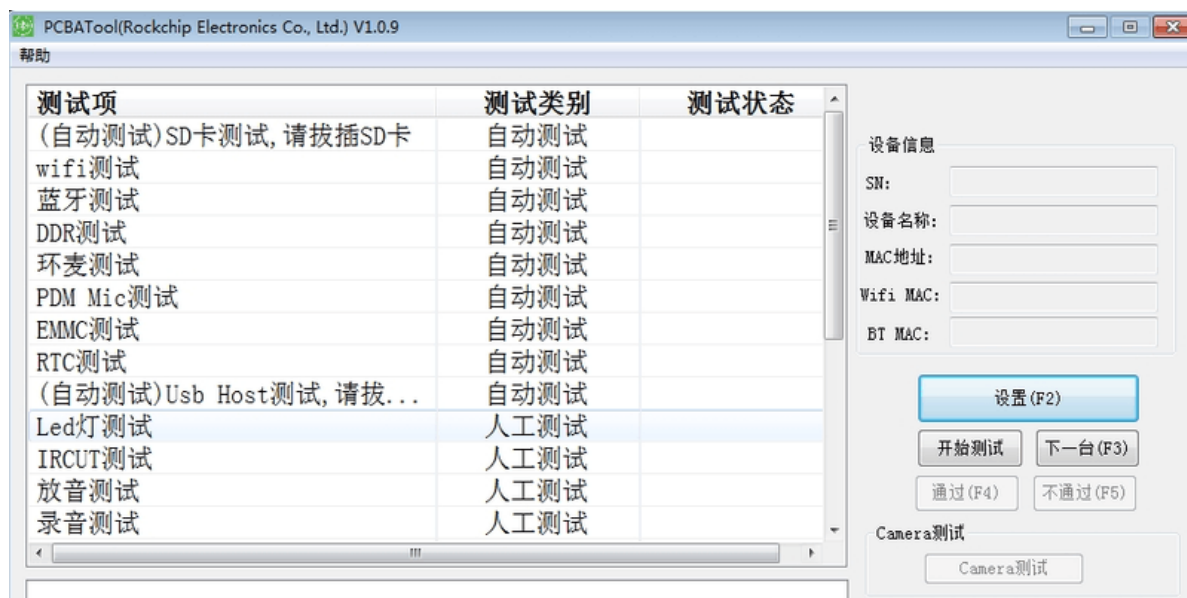 PCBATool(Rockchip Electronics Co., Ltd.) V1.0.9
帮助
测试项 测试类别 测试状态
(自动测试)SD卡测试,请拔插SD卡 自动测试
wifi测试 自动测试
蓝牙测试 自动测试
DDR测试 自动测试
环麦测试 自动测试
PDM Mic测试 自动测试
EMMC测试 自动测试
RTC测试 自动测试
(自动测试)Usb Host测试,请拔... 自动测试
Led灯测试 人工测试
IRCUT测试 人工测试
放音测试 人工测试
录音测试 人工测试
设备信息
SN:
设备名称:
MAC地址:
Wifi MAC:
BT MAC:
设置(F2)
开始测试 下一台(F3)
通过(F4) 不通过(F5)
Camera测试
Camera测试